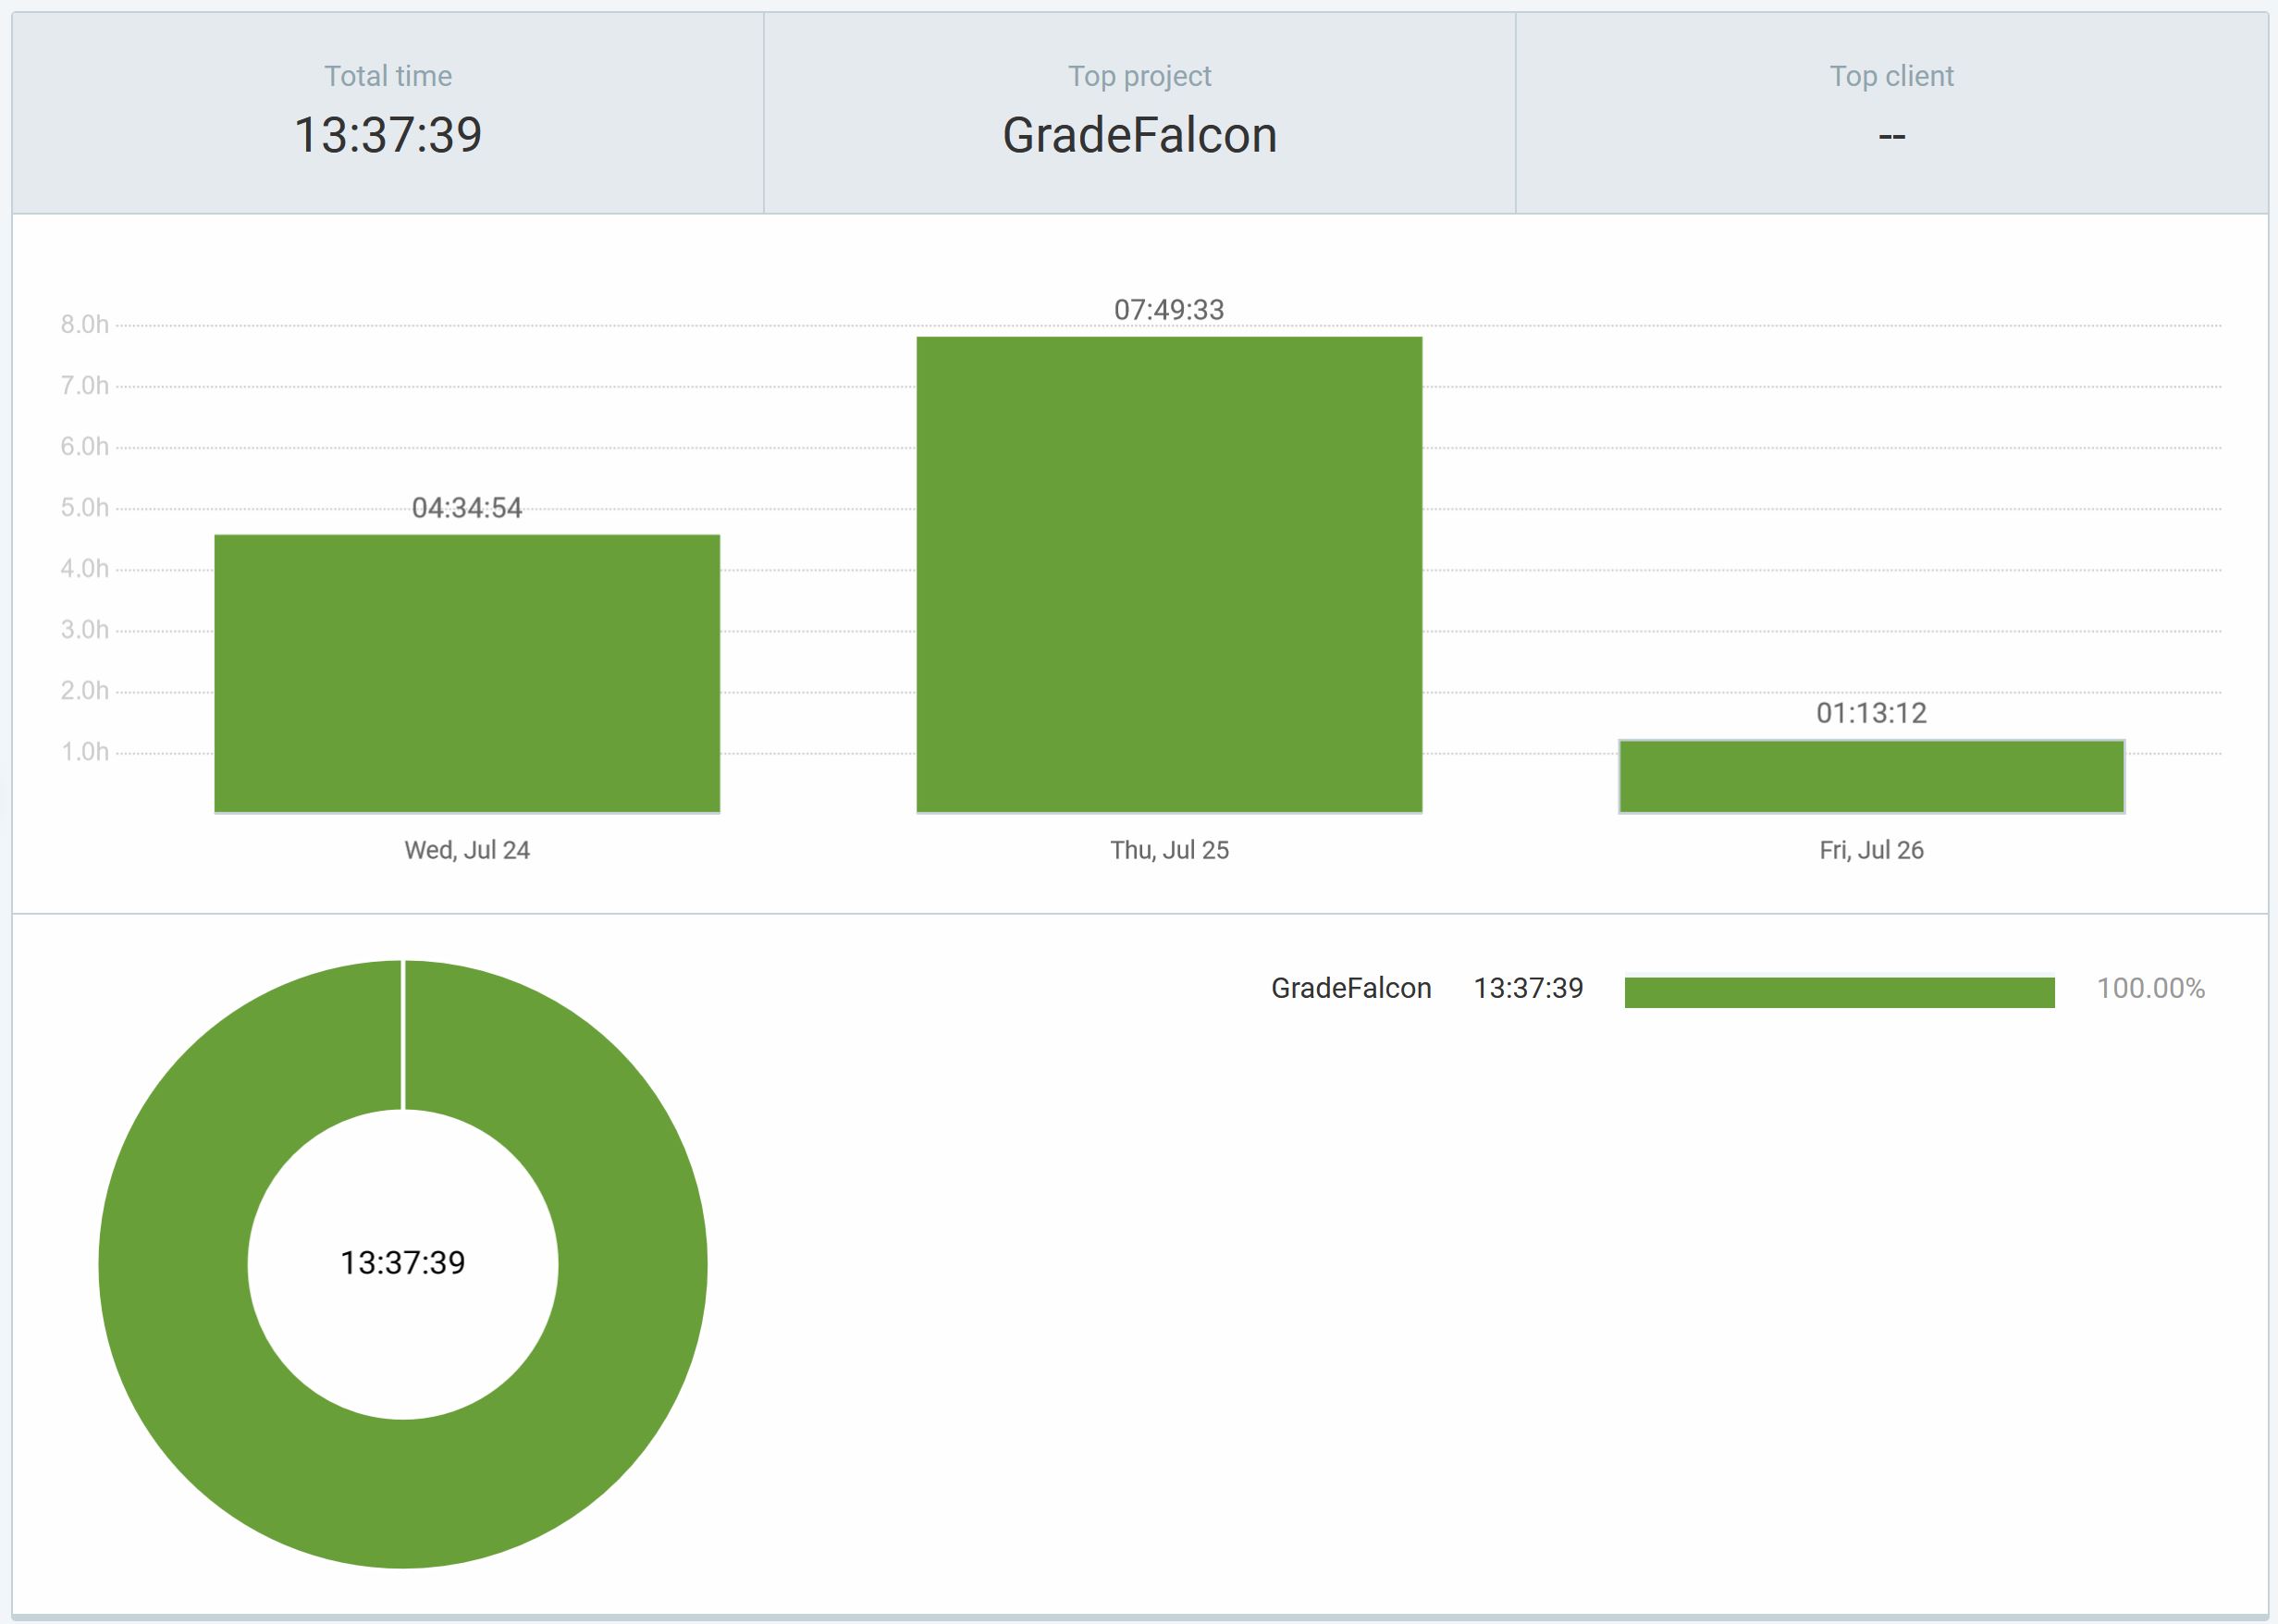 Total time
13:37:39
Top project
GradeFalcon
Top client
--
8.0h
7.0h
6.0h
5.0h
4.0h
3.0h
2.0h
1.0h
04:34:54
07:49:33
01:13:12
Wed, Jul 24
Thu, Jul 25
Fri, Jul 26
13:37:39
GradeFalcon 13:37:39 100.00%